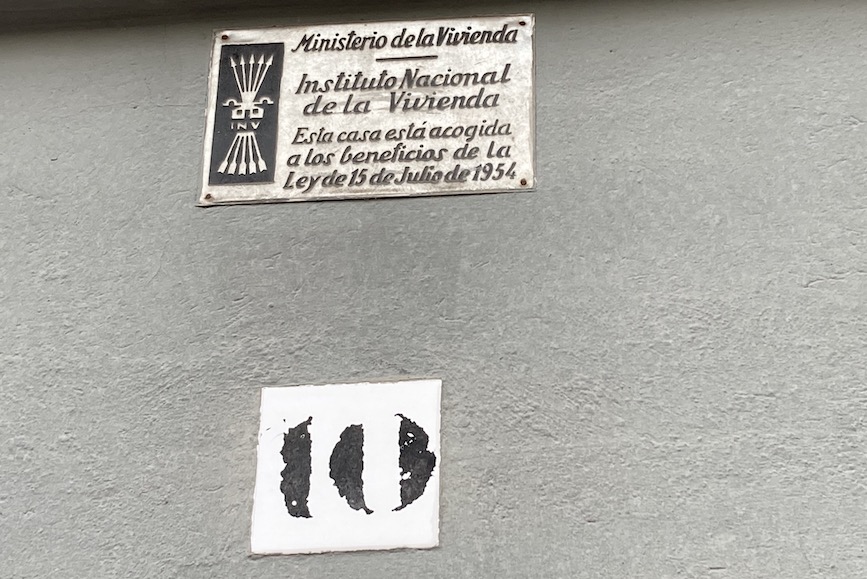 Ministerio de la Vivienda
Instituto Nacional
de la Vivienda
INV
Esta casa está acogida
a los beneficios de la
Ley de 15 de Julio de 1954
10